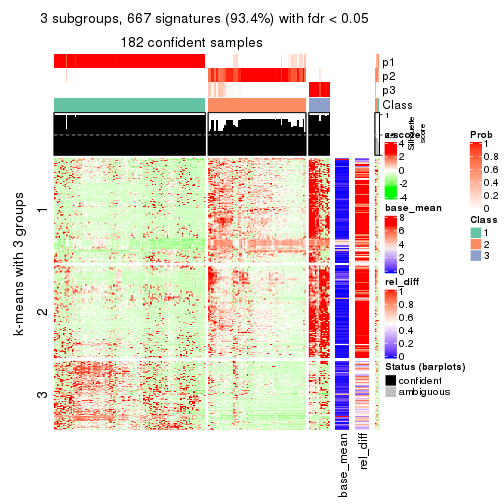 3 subgroups, 667 signatures (93.4%) with fdr < 0.05
182 confident samples
p1
p2
p3
Class
1
Silhouette
score
z-score
4
2
0
-2
-4
base_mean
8
6
4
2
0
rel_diff
1
0.8
0.6
0.4
0.2
0
Status (barplots)
confident
ambiguous
Prob
1
0.8
0.6
0.4
0.2
0
Class
1
2
3
k-means with 3 groups
1
2
3
base_mean
rel_diff